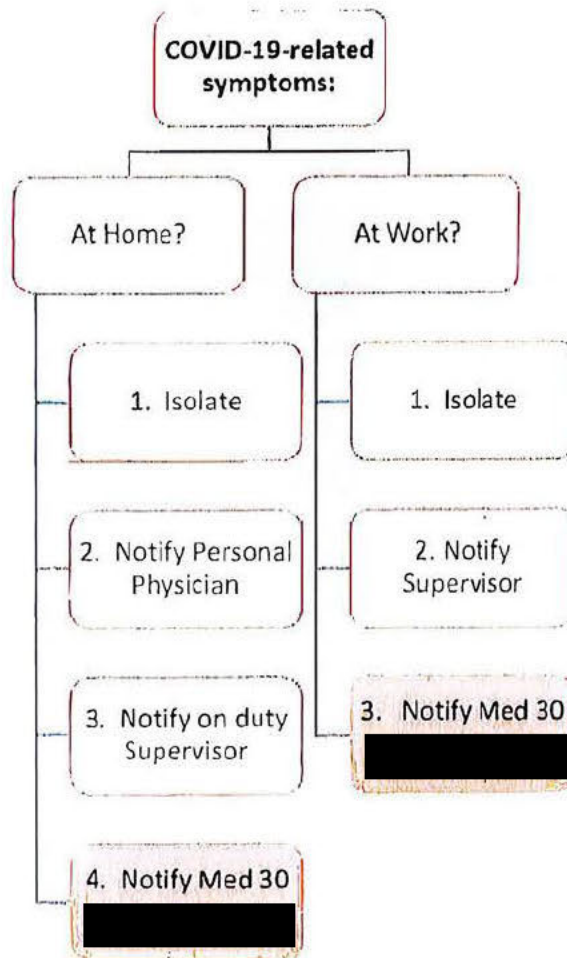 COVID-19-related
symptoms:
At Home?
At Work?
1. Isolate
2. Notify Personal
Physician
3. Notify on duty
Supervisor
4. Notify Med 30
1. Isolate
2. Notify
Supervisor
3. Notify Med 30